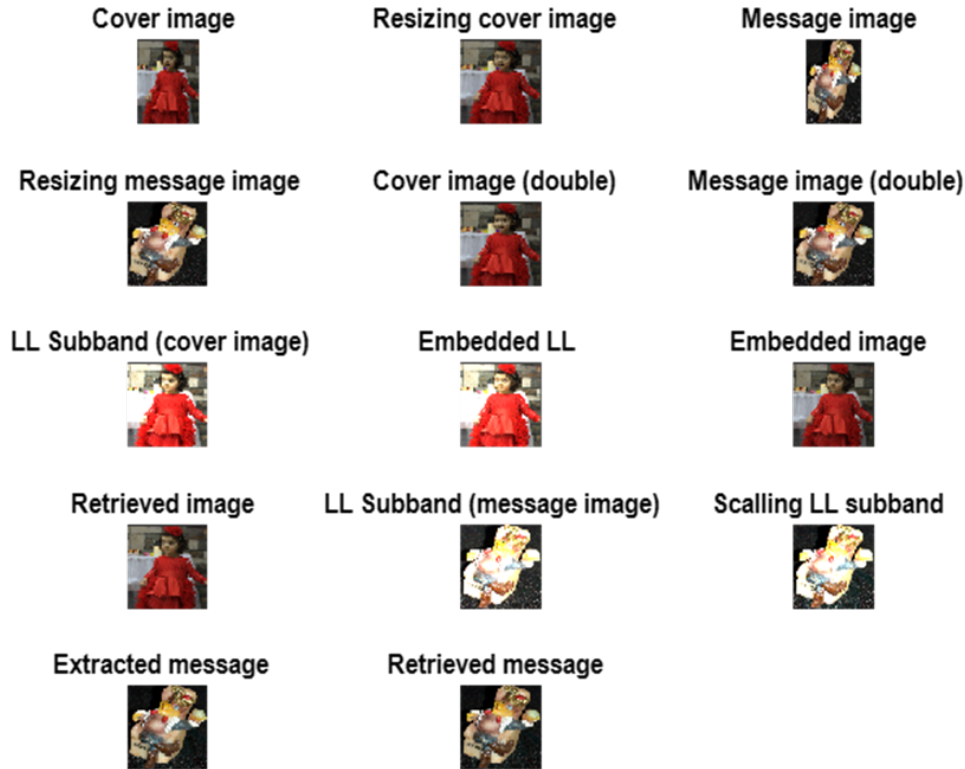 Cover image
Resizing cover image
Message image
Resizing message image
Cover image (double)
Message image (double)
LL Subband (cover image)
Embedded LL
Embedded image
Retrieved image
LL Subband (message image)
Scalling LL subband
Extracted message
Retrieved message